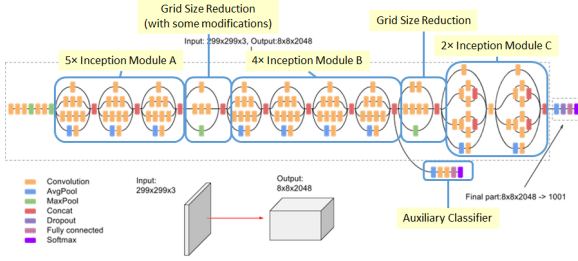 Grid Size Reduction
(with some modifications)
Grid Size Reduction
Input: 299x299x3, Output:8x8x2048
5× Inception Module A
4× Inception Module B
2× Inception Module C
Convolution
AvgPool
MaxPool
Concat
Dropout
Fully connected
Softmax
Input:
299x299x3
Output:
8x8x2048
Final part:8x8x2048 -> 1001
Auxiliary Classifier